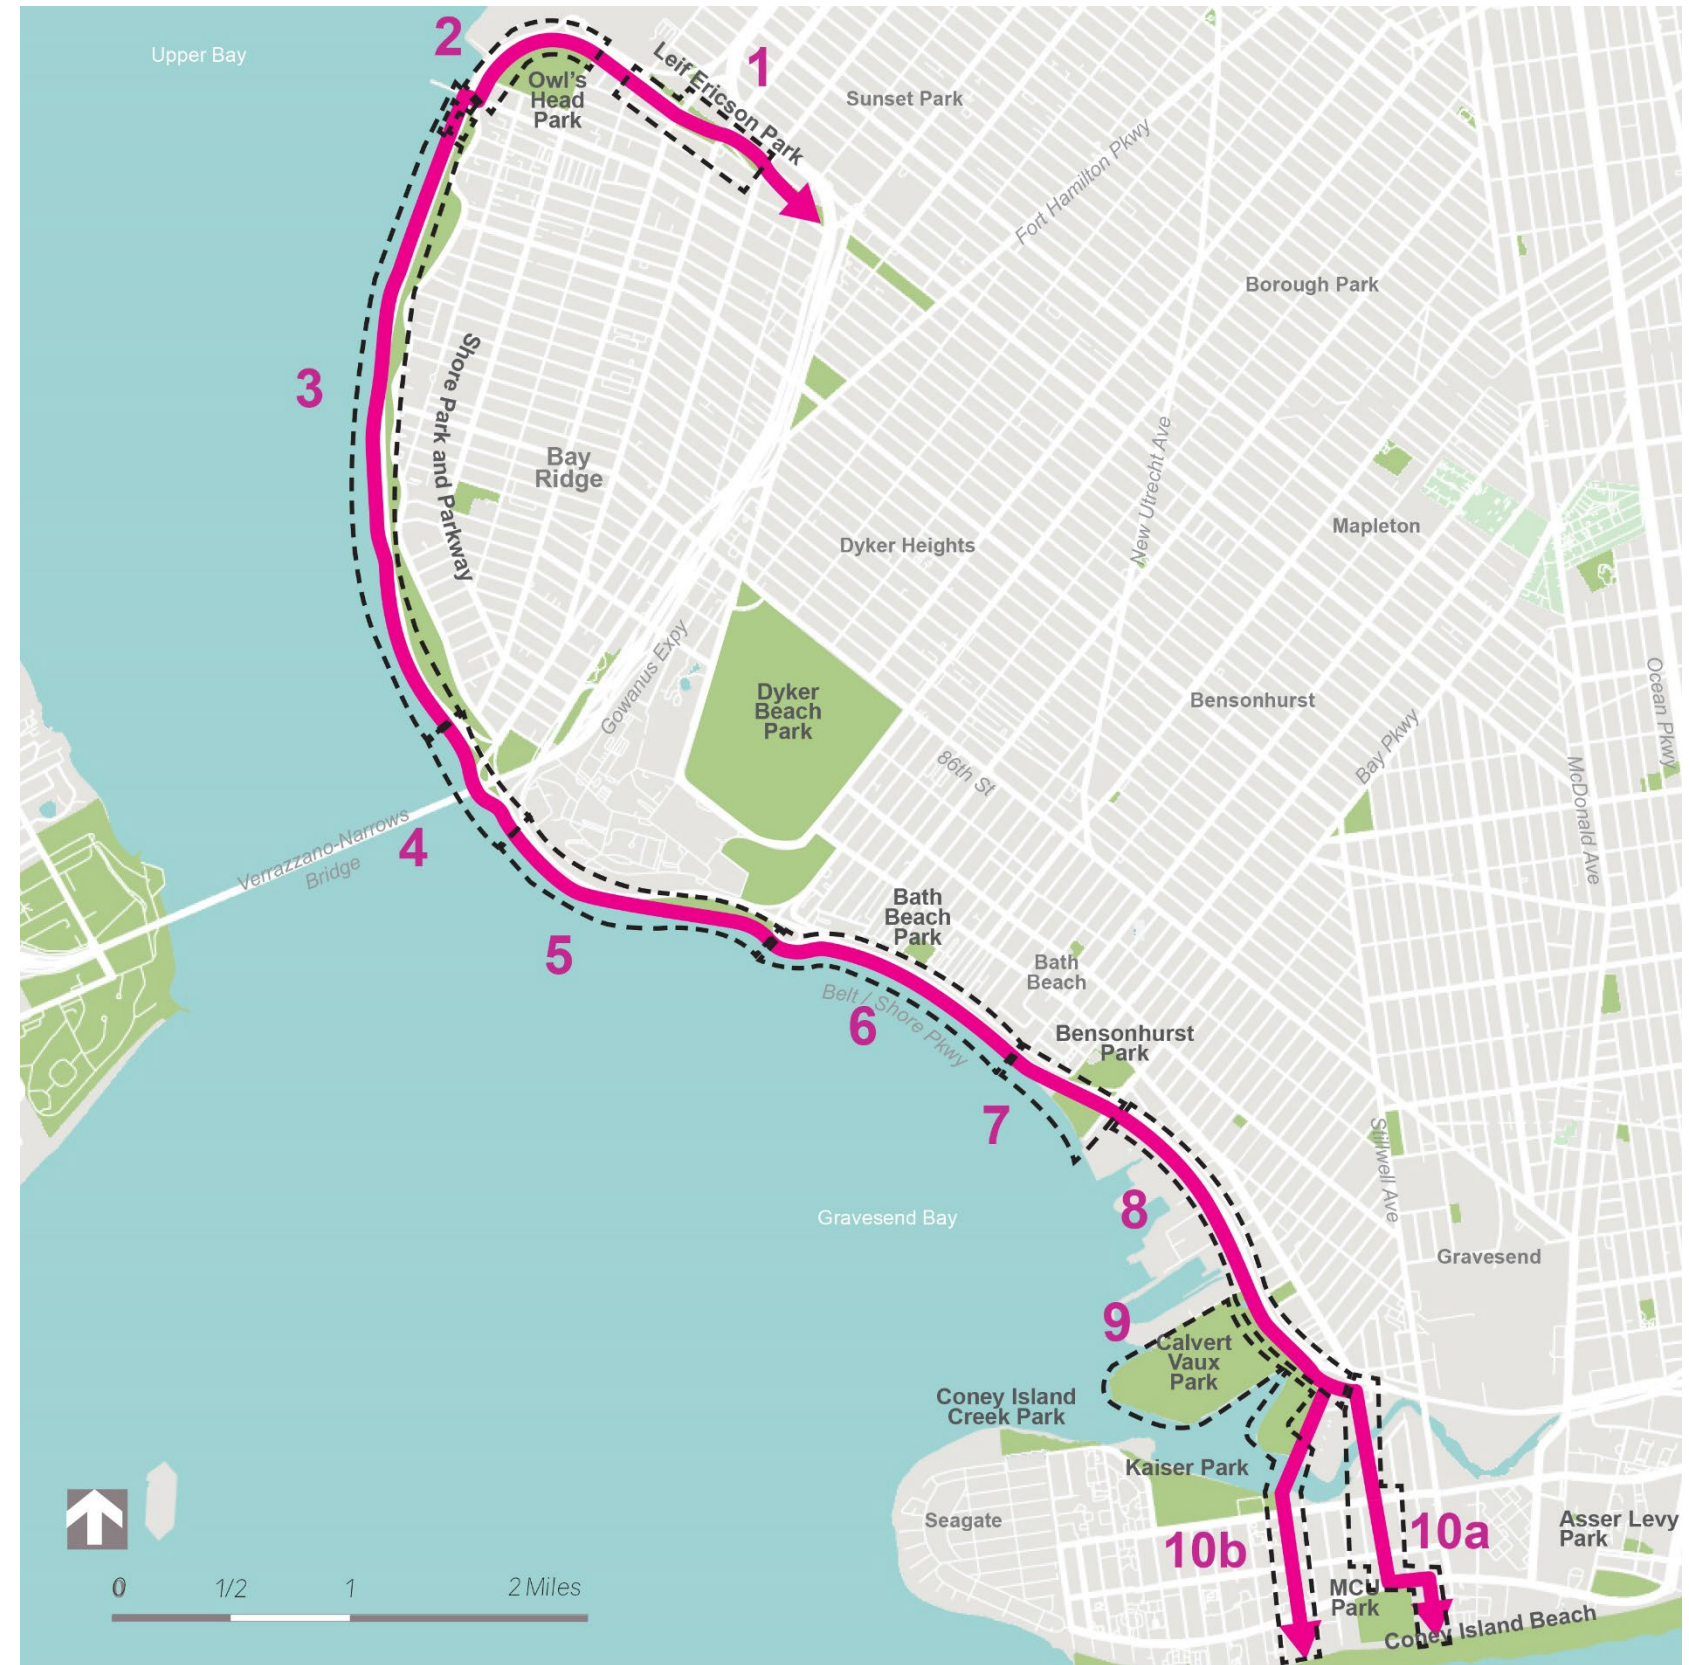 Upper Bay
2
1
Leif Ericson Park
Sunset Park
Owl's
Head
Park
Fort Hamilton Pkwy
Borough Park
3
Shore Park and Parkway
Bay
Ridge
New Utrecht Ave
Mapleton
Dyker Heights
Gowanus Expy
Dyker
Beach
Park
Bensonhurst
Ocean Pkwy
86th St
Bay Pkwy
McDonald Ave
Verrazzano-Narrows
Bridge
4
5
Bath
Beach
Park
Bath
Beach
Belt / Shore Pkwy
6
Bensonhurst
Park
7
Stillwell Ave
8
Gravesend Bay
Gravesend
9
Calvert
Vaux
Park
Coney Island
Creek Park
Kaiser Park
Seagate
10b
10a
Asser Levy
Park
MCU
Park
Coney Island Beach
0 1/2 1 2 Miles